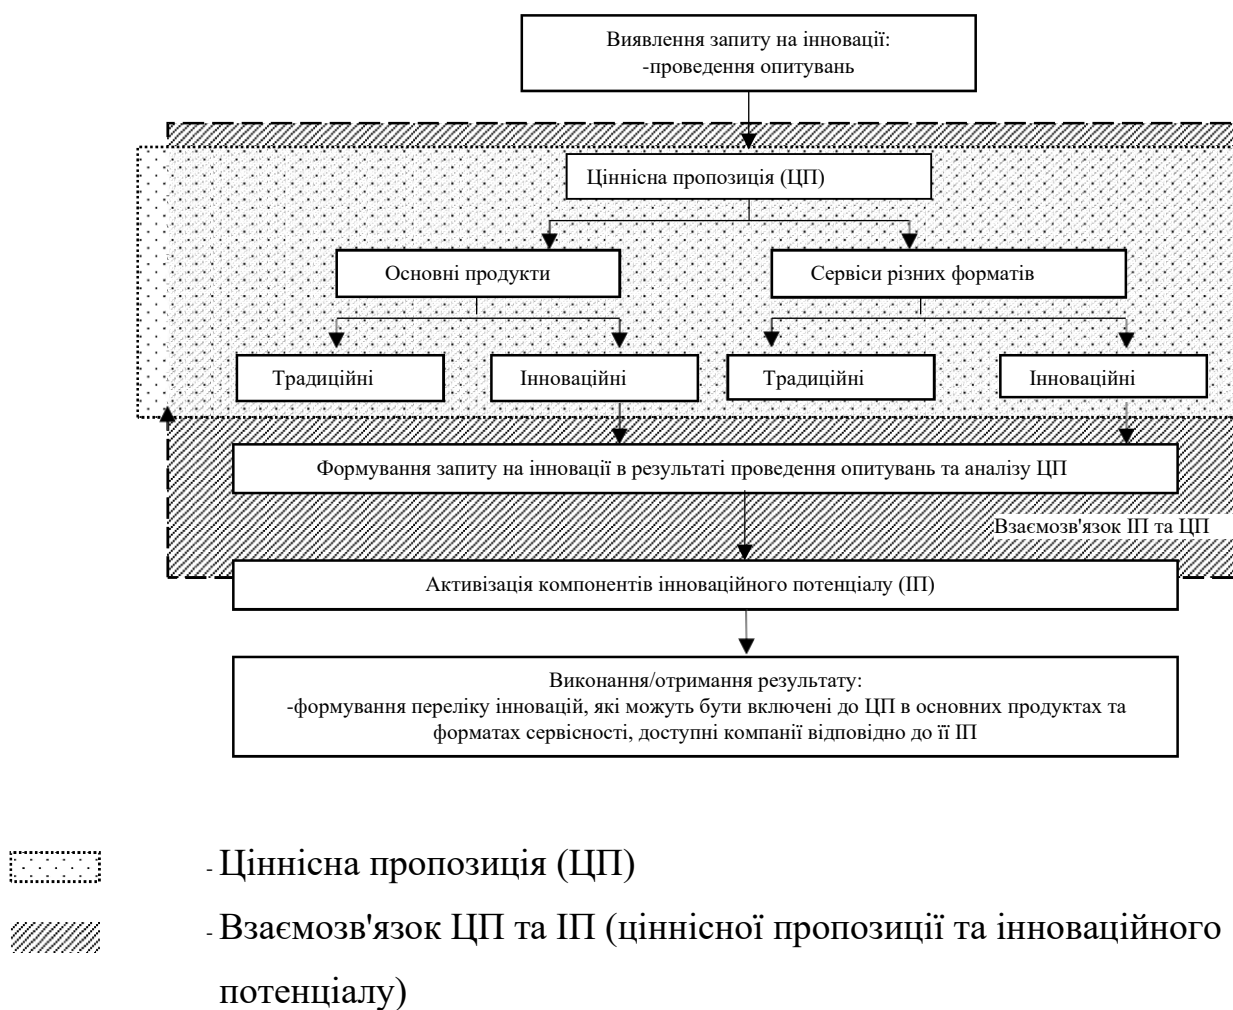 Виявлення запиту на інновації:
-проведення опитувань
Ціннісна пропозиція (ЦП)
Основні продукти
Сервіси різних форматів
Традиційні
Інноваційні
Традиційні
Інноваційні
Формування запиту на інновації в результаті проведення опитувань та аналізу ЦП
Взаємозв'язок ІП та ЦП
Активізація компонентів інноваційного потенціалу (ІП)
Виконання/отримання результату:
-формування переліку інновацій, які можуть бути включені до ЦП в основних продуктах та
форматах сервісності, доступні компанії відповідно до її ІП
- Ціннісна пропозиція (ЦП)
- Взаємозв'язок ЦП та ІП (ціннісної пропозиції та інноваційного
потенціалу)